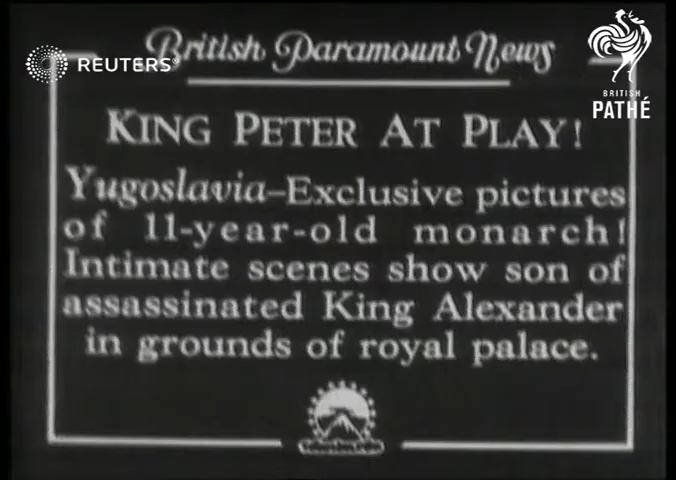 British Paramount News
REUTERS®
BRITISH
PATHÉ
KING PETER AT PLAY!
Yugoslavia-Exclusive pictures
of 11-year-old monarch!
Intimate scenes show son of
assassinated King Alexander
in grounds of royal palace.